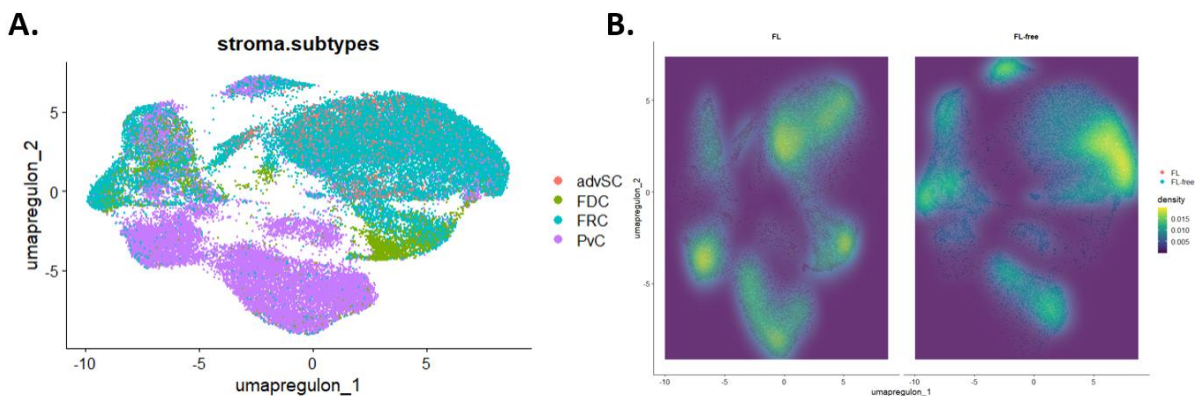 A.
stroma.subtypes
umapregulon_2
5
0
-5
-10
-5
0
5
umapregulon_1
advSC
FDC
FRC
PvC
B.
FL
FL-free
umapregulon_2
5
0
-5
-10
-5
0
5
-10
-5
0
5
umapregulon_1
FL
FL-free
density
0.015
0.010
0.005